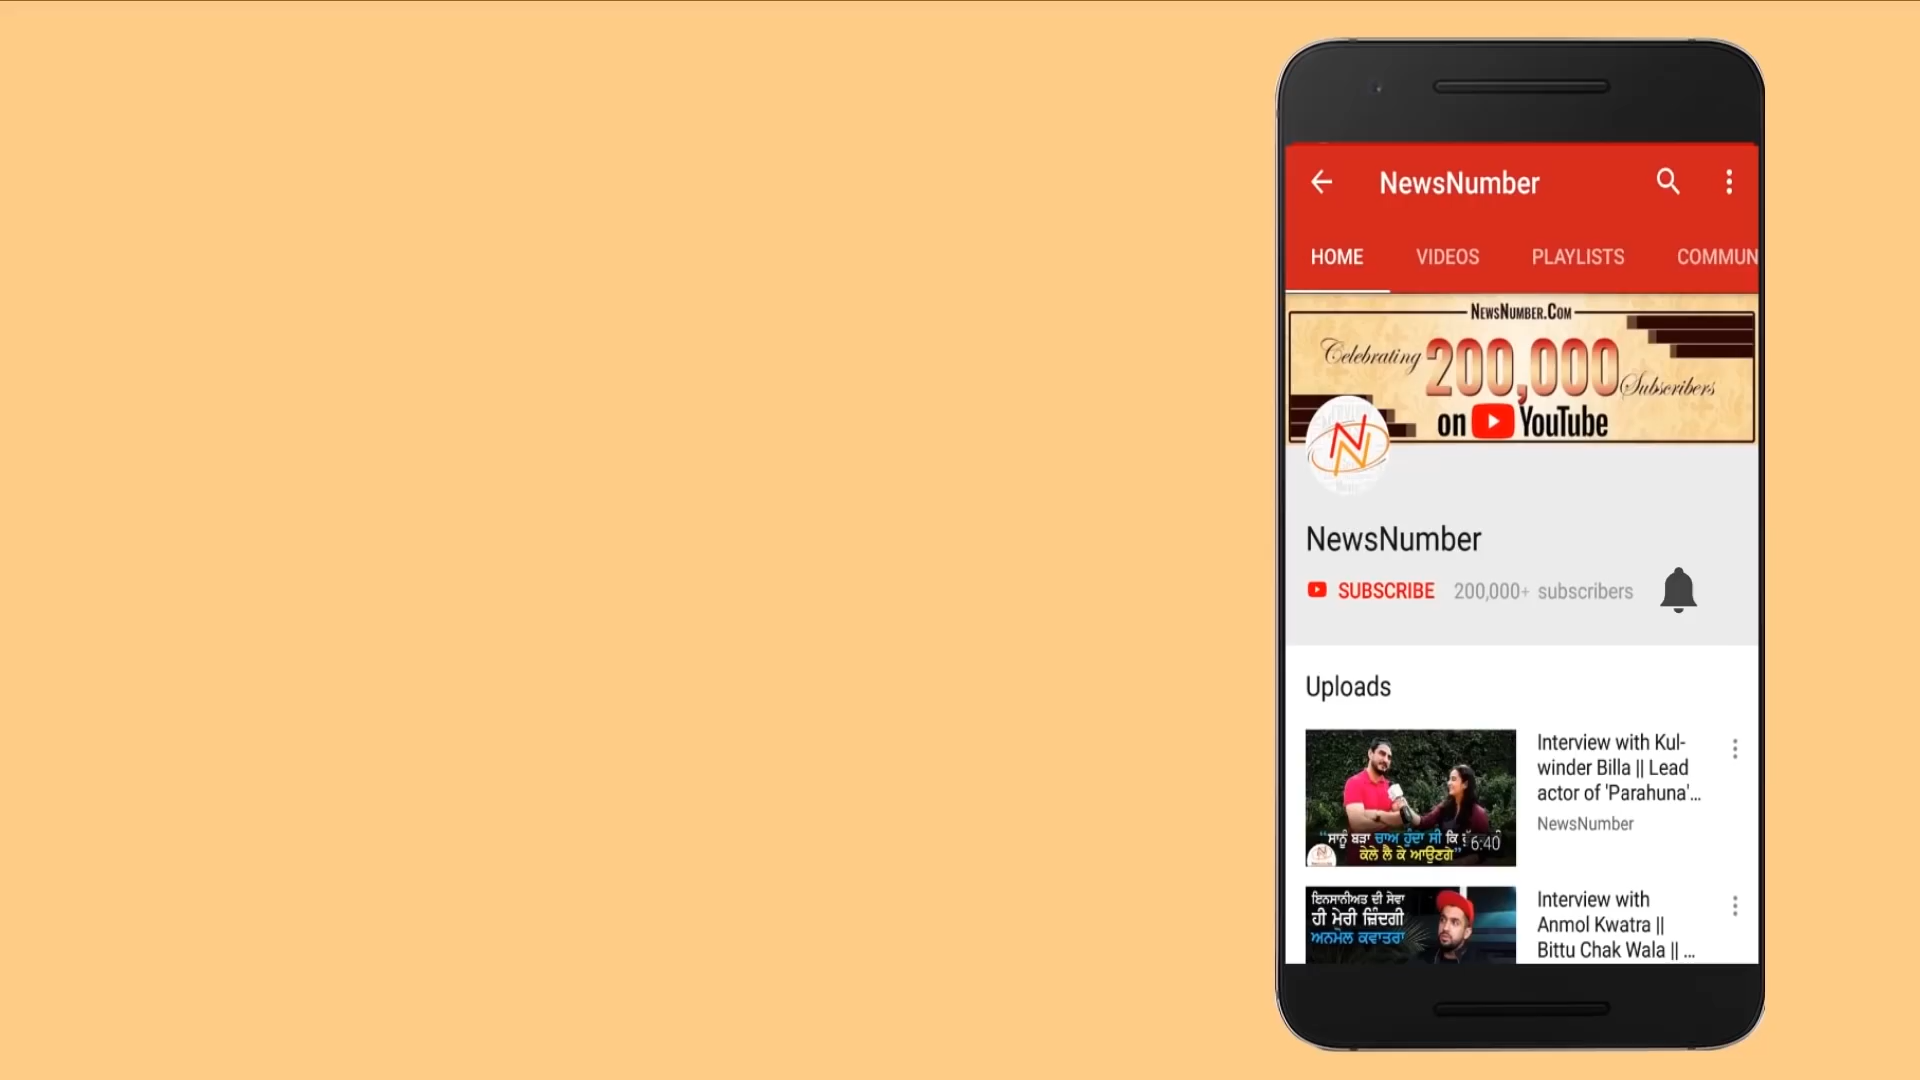 NewsNumber
HOME VIDEOS PLAYLISTS COMMUN
NEWSNUMBER.COM
Celebrating 200,000 Subscribers
on YouTube
NewsNumber
SUBSCRIBE 200,000+ subscribers
Uploads
Interview with Kul-
winder Billa || Lead
actor of 'Parahuna'...
NewsNumber
"ਸਾਨੂੰ ਬੜਾ ਚਾਅ ਹੁੰਦਾ ਸੀ ਕਿ
6:40
ਕੇਲੇ ਲੈ ਕੇ ਆਉਣਗੇ"
ਇਨਸਾਨੀਅਤ ਦੀ ਸੇਵਾ
ਹੀ ਮੇਰੀ ਜ਼ਿੰਦਗੀ
ਅਨਮੋਲ ਕਵਾਤਰਾ
Interview with
Anmol Kwatra ||
Bittu Chak Wala || ...